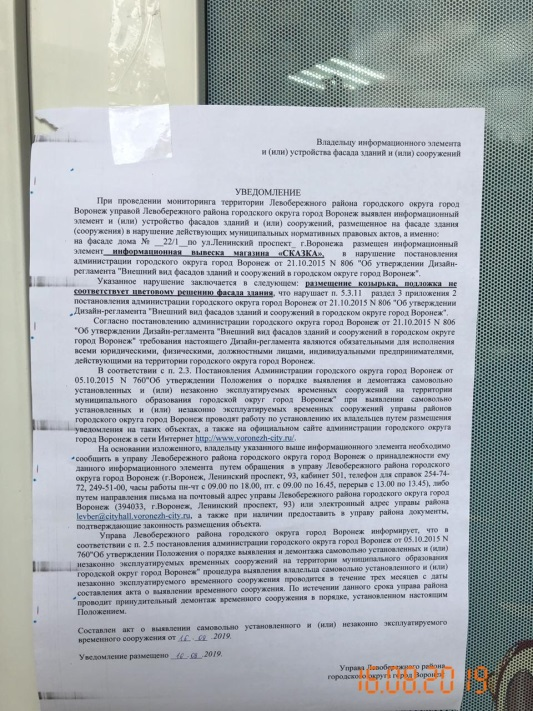 Владельцу информационного элемента
и (или) устройства фасада зданий и (или) сооружений
УВЕДОМЛЕНИЕ
При проведении мониторинга территории Левобережного района городского округа город
Воронеж управой Левобережного района городского округа город Воронеж выявлен информационный
элемент и (или) устройство фасадов зданий и (или) сооружений, размещенное на фасаде здания
(сооружения) в нарушение действующих муниципальных нормативных правовых актов, а именно:
на фасаде дома № __22/1__ по ул.Ленинский проспект_ г.Воронежа размещен информационный
элемент__информационная вывеска магазина «СКАЗКА», в нарушение постановления
администрации городского округа город Воронеж от 21.10.2015 N 806 "Об утверждении Дизайн-
регламента "Внешний вид фасадов зданий и сооружений в городском округе город Воронеж".
Указанное нарушение заключается в следующем: размещение козырька, подложка не
соответствует цветовому решению фасада здания, что нарушает п. 5.3.11 раздел 3 приложения 2
постановления администрации городского округа город Воронеж от 21.10.2015 N 806 "Об утверждении
Дизайн-регламента "Внешний вид фасадов зданий и сооружений в городском округе город Воронеж".
Согласно постановлению администрации городского округа город Воронеж от 21.10.2015 N 806
"Об утверждении Дизайн-регламента "Внешний вид фасадов зданий и сооружений в городском округе
город Воронеж" требования настоящего Дизайн-регламента являются обязательными для исполнения
всеми юридическими, физическими, должностными лицами, индивидуальными предпринимателями,
действующими на территории городского округа город Воронеж.
В соответствии с п. 2.3. Постановления Администрации городского округа город Воронеж от
05.10.2015 N 760"Об утверждении Положения о порядке выявления и демонтажа самовольно
установленных и (или) незаконно эксплуатируемых временных сооружений на территории
муниципального образования городской округ город Воронеж" при выявлении самовольно
установленных и (или) незаконно эксплуатируемых временных сооружений управы районов
городского округа город Воронеж проводят работу по установлению их владельцев путем размещения
уведомления на таких объектах, а также на официальном сайте администрации городского округа
город Воронеж в сети Интернет http://www.voronezh-city.ru/.
На основании изложенного, владельцу указанного выше информационного элемента необходимо
сообщить в управу Левобережного района городского округа город Воронеж о принадлежности ему
данного информационного элемента путем обращения в управу Левобережного района городского
округа город Воронеж (г.Воронеж, Ленинский проспект, 93, кабинет 501, телефон для справок 254-74-
72, 249-51-00, часы работы пн-чт с 09.00 по 18.00, пт. с 09.00 по 16.45, перерыв с 13.00 по 13.45), либо
путем направления письма на почтовый адрес управы Левобережного района городского округа город
Воронеж (394033, г.Воронеж, Ленинский проспект, 93) или электронный адрес управы района
levber@cityhall.voronezh-city.ru, а также при наличии предоставить в управу района документы,
подтверждающие законность размещения объекта.
Управа Левобережного района городского округа город Воронеж информирует, что в
соответствии с п. 2.5 постановления администрации городского округа город Воронеж от 05.10.2015 N
760"Об утверждении Положения о порядке выявления и демонтажа самовольно установленных и (или)
незаконно эксплуатируемых временных сооружений на территории муниципального образования
городской округ город Воронеж" процедура выявления владельца самовольно установленного и (или)
незаконно эксплуатируемого временного сооружения проводится в течение трех месяцев с даты
составления акта о выявлении временного сооружения. По истечении данного срока управа района
проводит принудительный демонтаж временного сооружения в порядке, установленном настоящим
Положением.
Составлен акт о выявлении самовольно установленного и (или) незаконно эксплуатируемого
временного сооружения от 16 . 08 .2019.
Уведомление размещено 16 . 08 .2019.
Управа Левобережного района
городского округа город Воронеж
16.08.2019